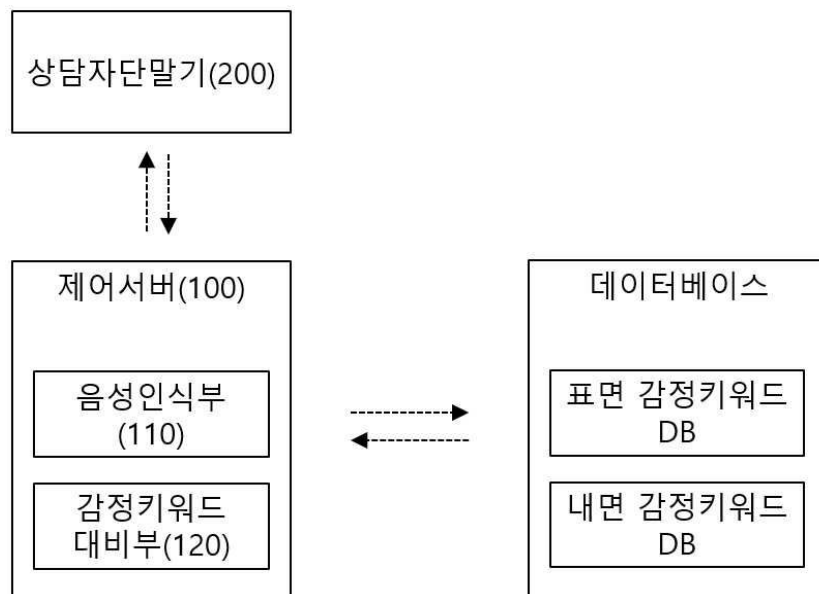 상담자단말기(200)
제어서버(100)
음성인식부
(110)
감정키워드
대비부(120)
데이터베이스
표면 감정키워드
DB
내면 감정키워드
DB